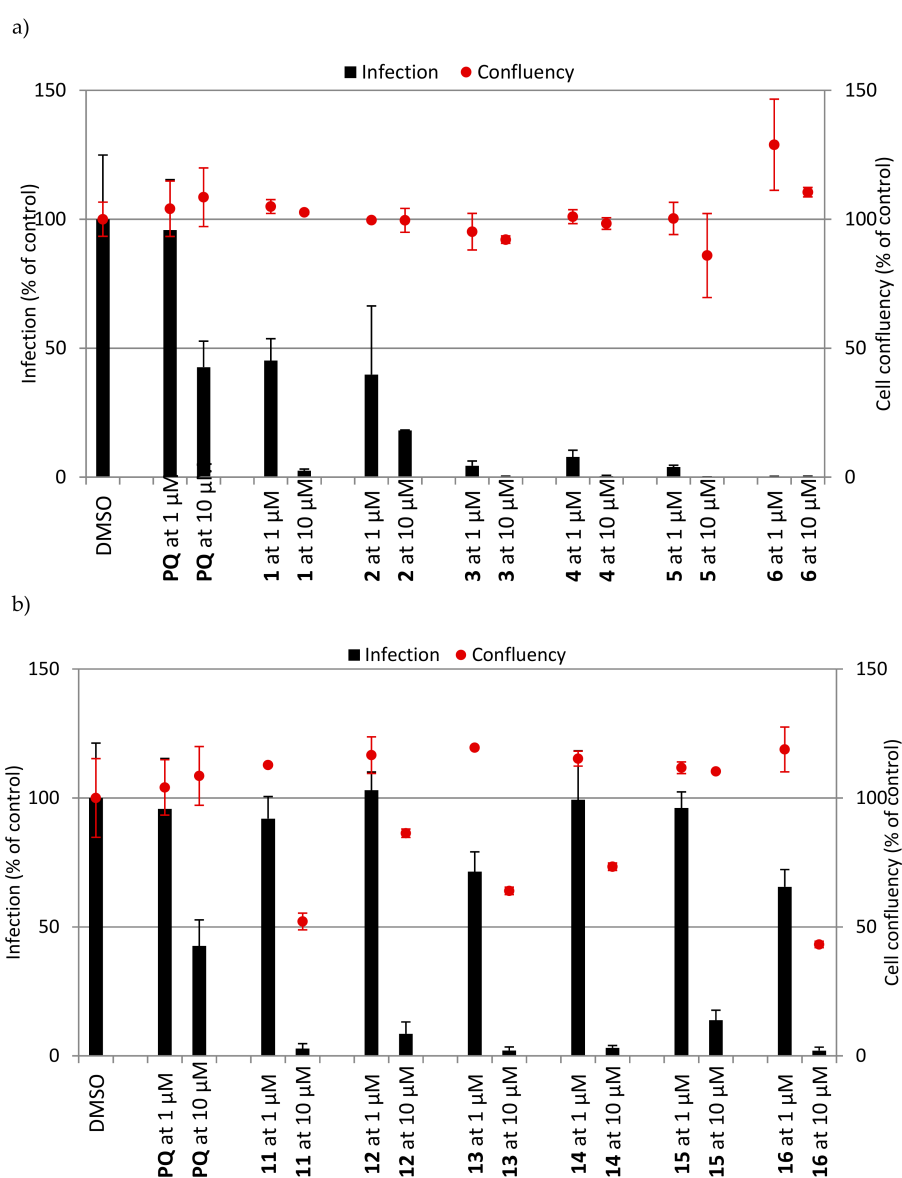 a)
Infection Confluency
150 150
100 100
50 50
0 0
Infection (% of control)
Cell confluency (% of control)
DMSO
PQ at 1 µM
PQ at 10 µM
1 at 1 µM
1 at 10 µM
2 at 1 µM
2 at 10 µM
3 at 1 µM
3 at 10 µM
4 at 1 µM
4 at 10 µM
5 at 1 µM
5 at 10 µM
6 at 1 µM
6 at 10 µM
b)
Infection Confluency
150 150
100 100
50 50
0 0
Infection (% of control)
Cell confluency (% of control)
DMSO
PQ at 1 µM
PQ at 10 µM
11 at 1 µM
11 at 10 µM
12 at 1 µM
12 at 10 µM
13 at 1 µM
13 at 10 µM
14 at 1 µM
14 at 10 µM
15 at 1 µM
15 at 10 µM
16 at 1 µM
16 at 10 µM